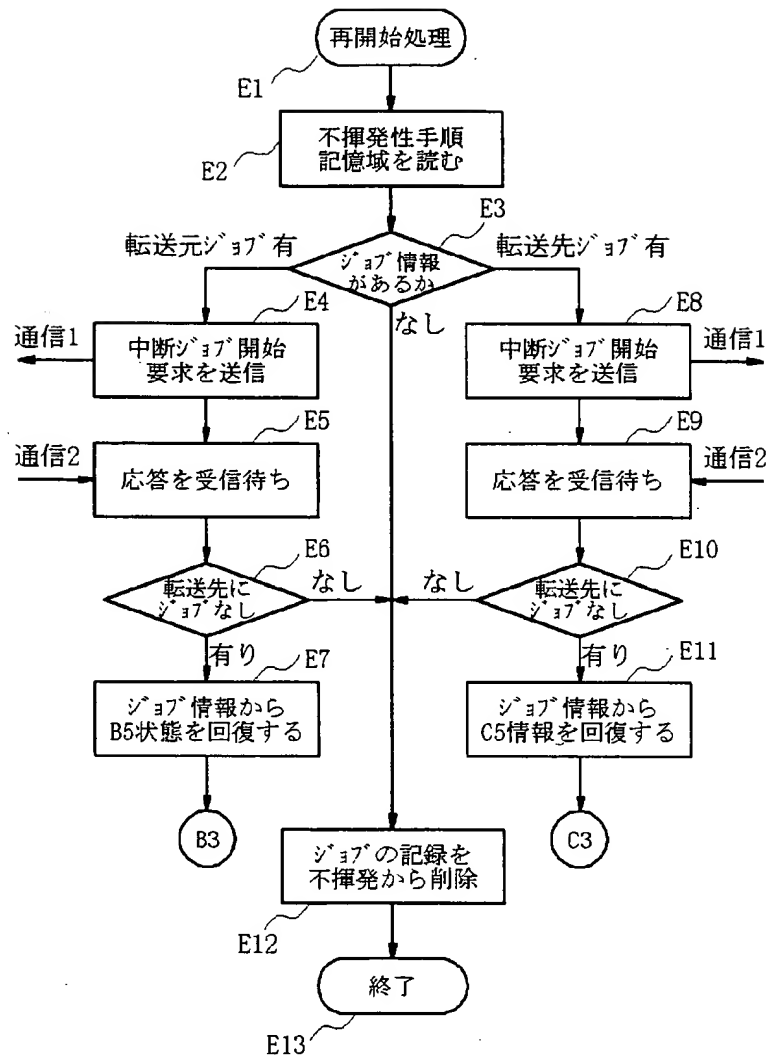 再開始処理
E1
不揮発性手順
記憶域を読む
E2
E3
転送元ジョブ有
転送先ジョブ有
ジョブ情報
があるか
なし
E4
E8
通信1
中断ジョブ開始
要求を送信
中断ジョブ開始
要求を送信
通信1
E5
E9
通信2
応答を受信待ち
応答を受信待ち
通信2
E6
E10
転送先に
ジョブなし
なし
なし
転送先に
ジョブなし
有り
E7
有り
E11
ジョブ情報から
B5状態を回復する
ジョブ情報から
C5情報を回復する
B3
C3
ジョブの記録を
不揮発から削除
E12
終了
E13